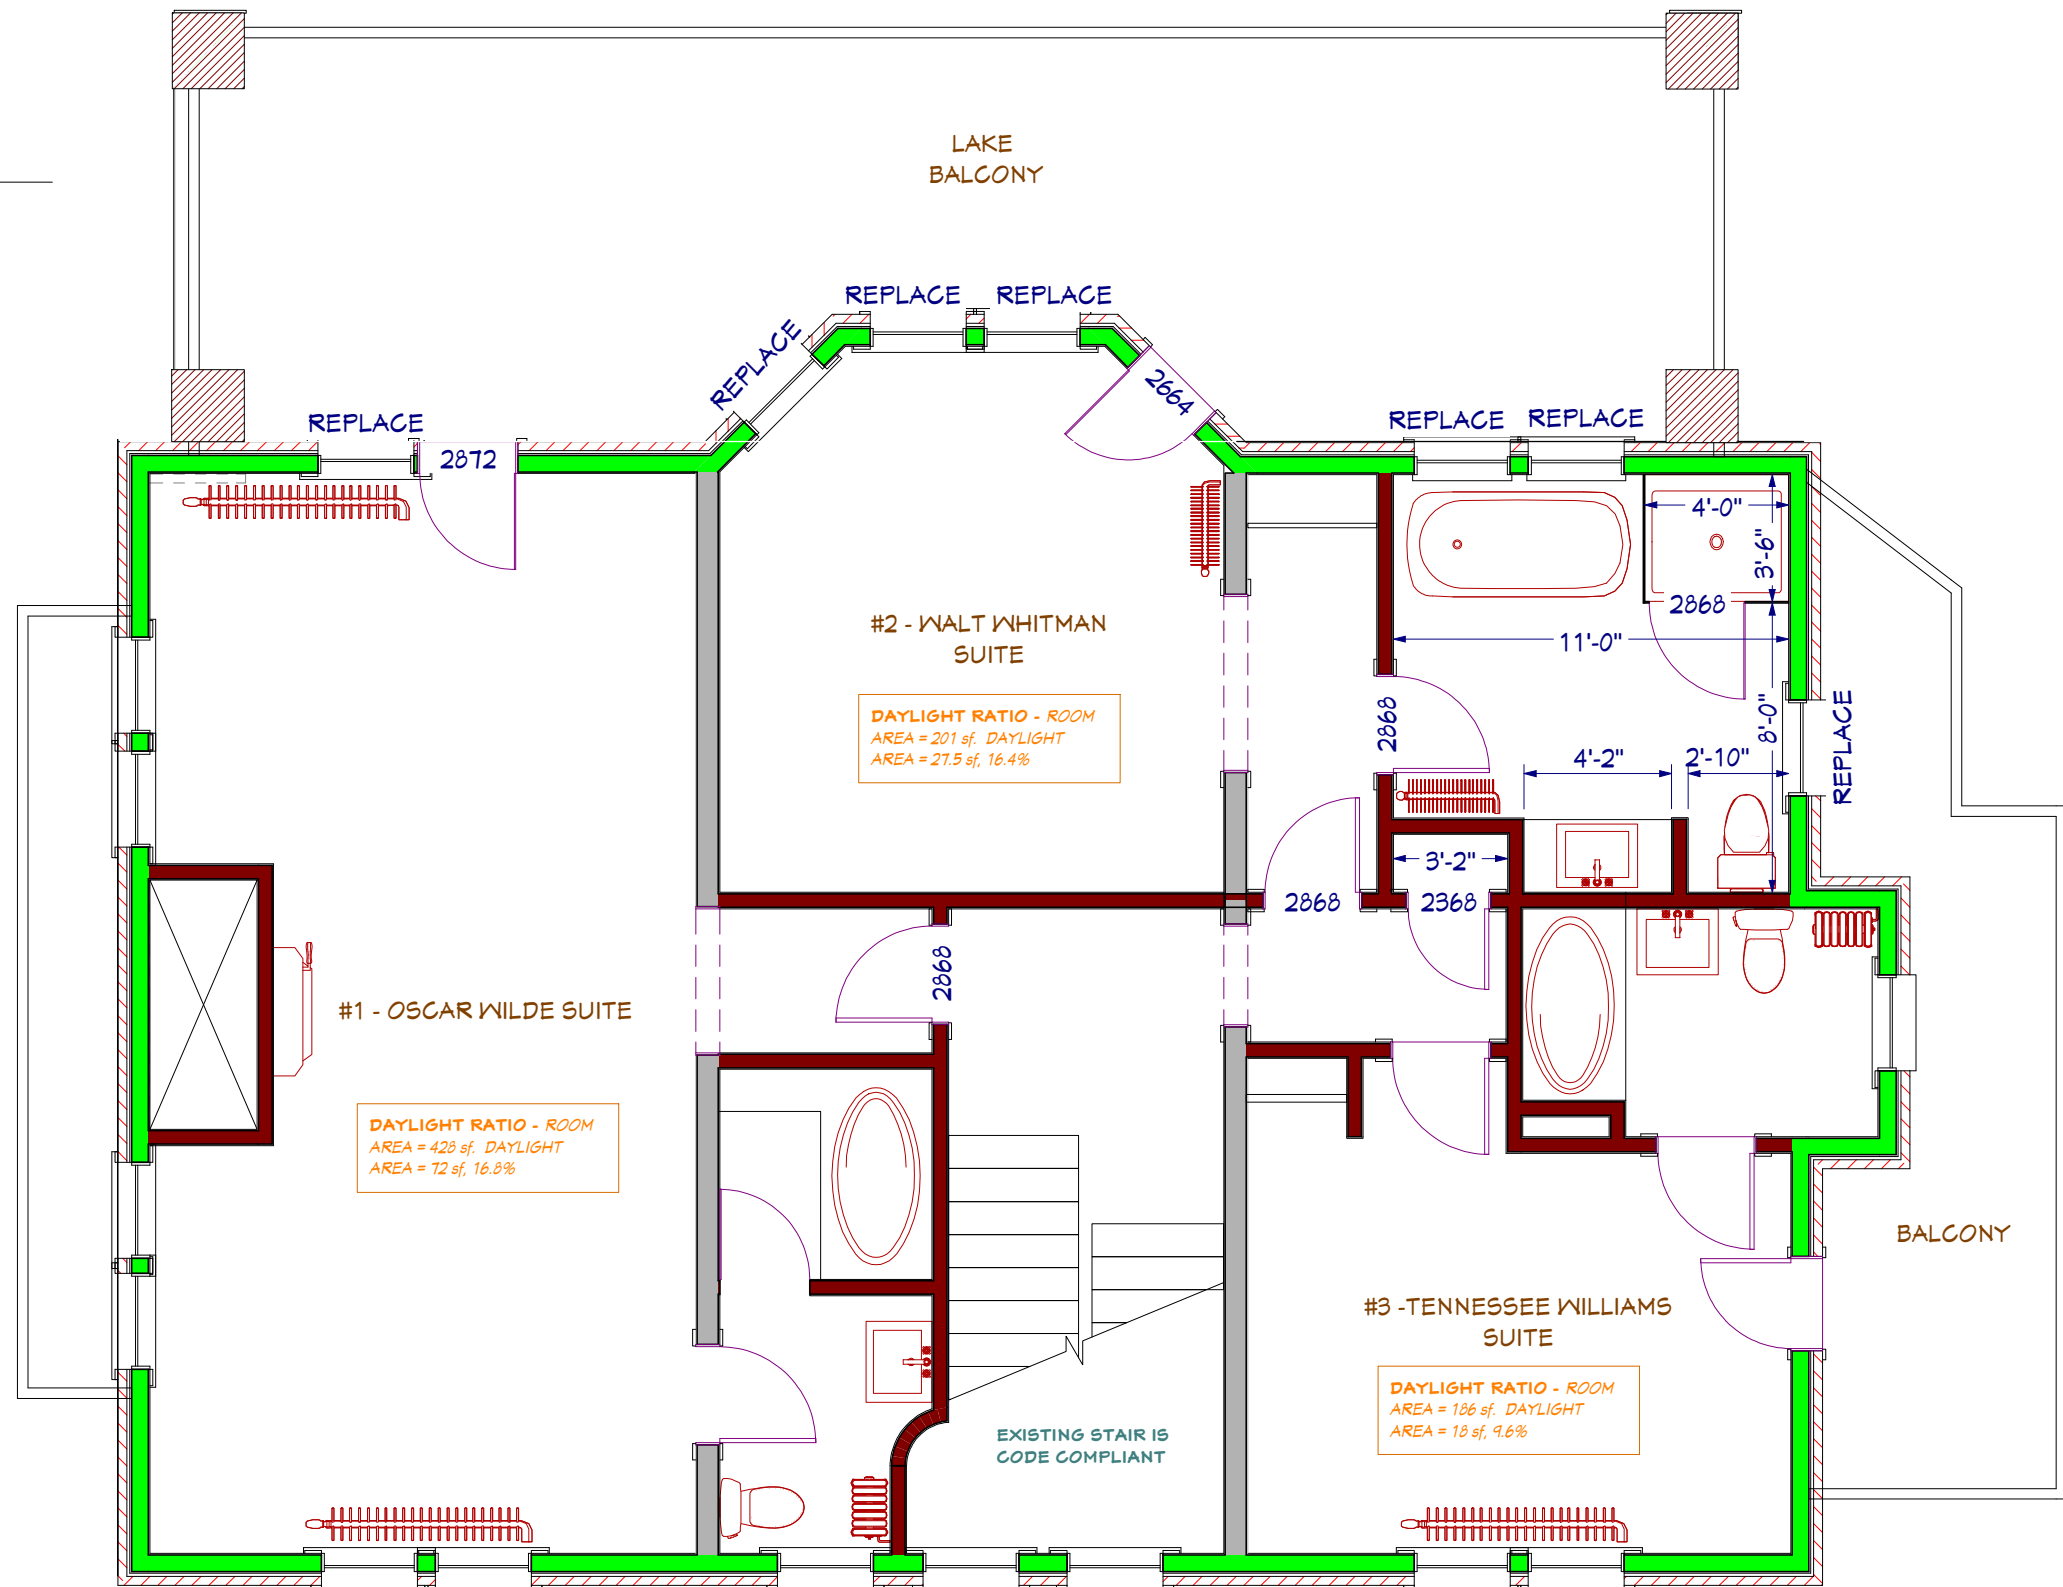 LAKE
BALCONY
REPLACE REPLACE
REPLACE
2664
REPLACE
2872
REPLACE REPLACE
4'-0"
3'-6"
2868
11'-0"
#2 - WALT WHITMAN
SUITE
DAYLIGHT RATIO - ROOM
AREA = 201 sf. DAYLIGHT
AREA = 27.5 sf, 16.4%
2868
8'-0"
REPLACE
4'-2"
2'-10"
3'-2"
2868
2368
2868
#1 - OSCAR WILDE SUITE
DAYLIGHT RATIO - ROOM
AREA = 428 sf. DAYLIGHT
AREA = 72 sf, 16.8%
BALCONY
#3 -TENNESSEE WILLIAMS
SUITE
DAYLIGHT RATIO - ROOM
AREA = 186 sf. DAYLIGHT
AREA = 18 sf, 9.6%
EXISTING STAIR IS
CODE COMPLIANT